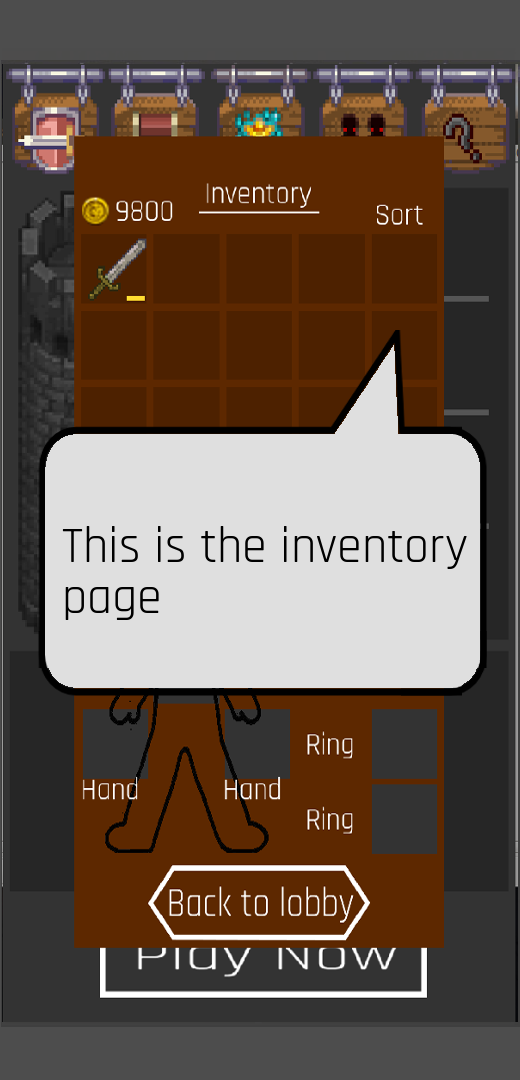 Inventory
9800
Sort
This is the inventory
page
Ring
Hand
Hand
Ring
Back to lobby
Play Now